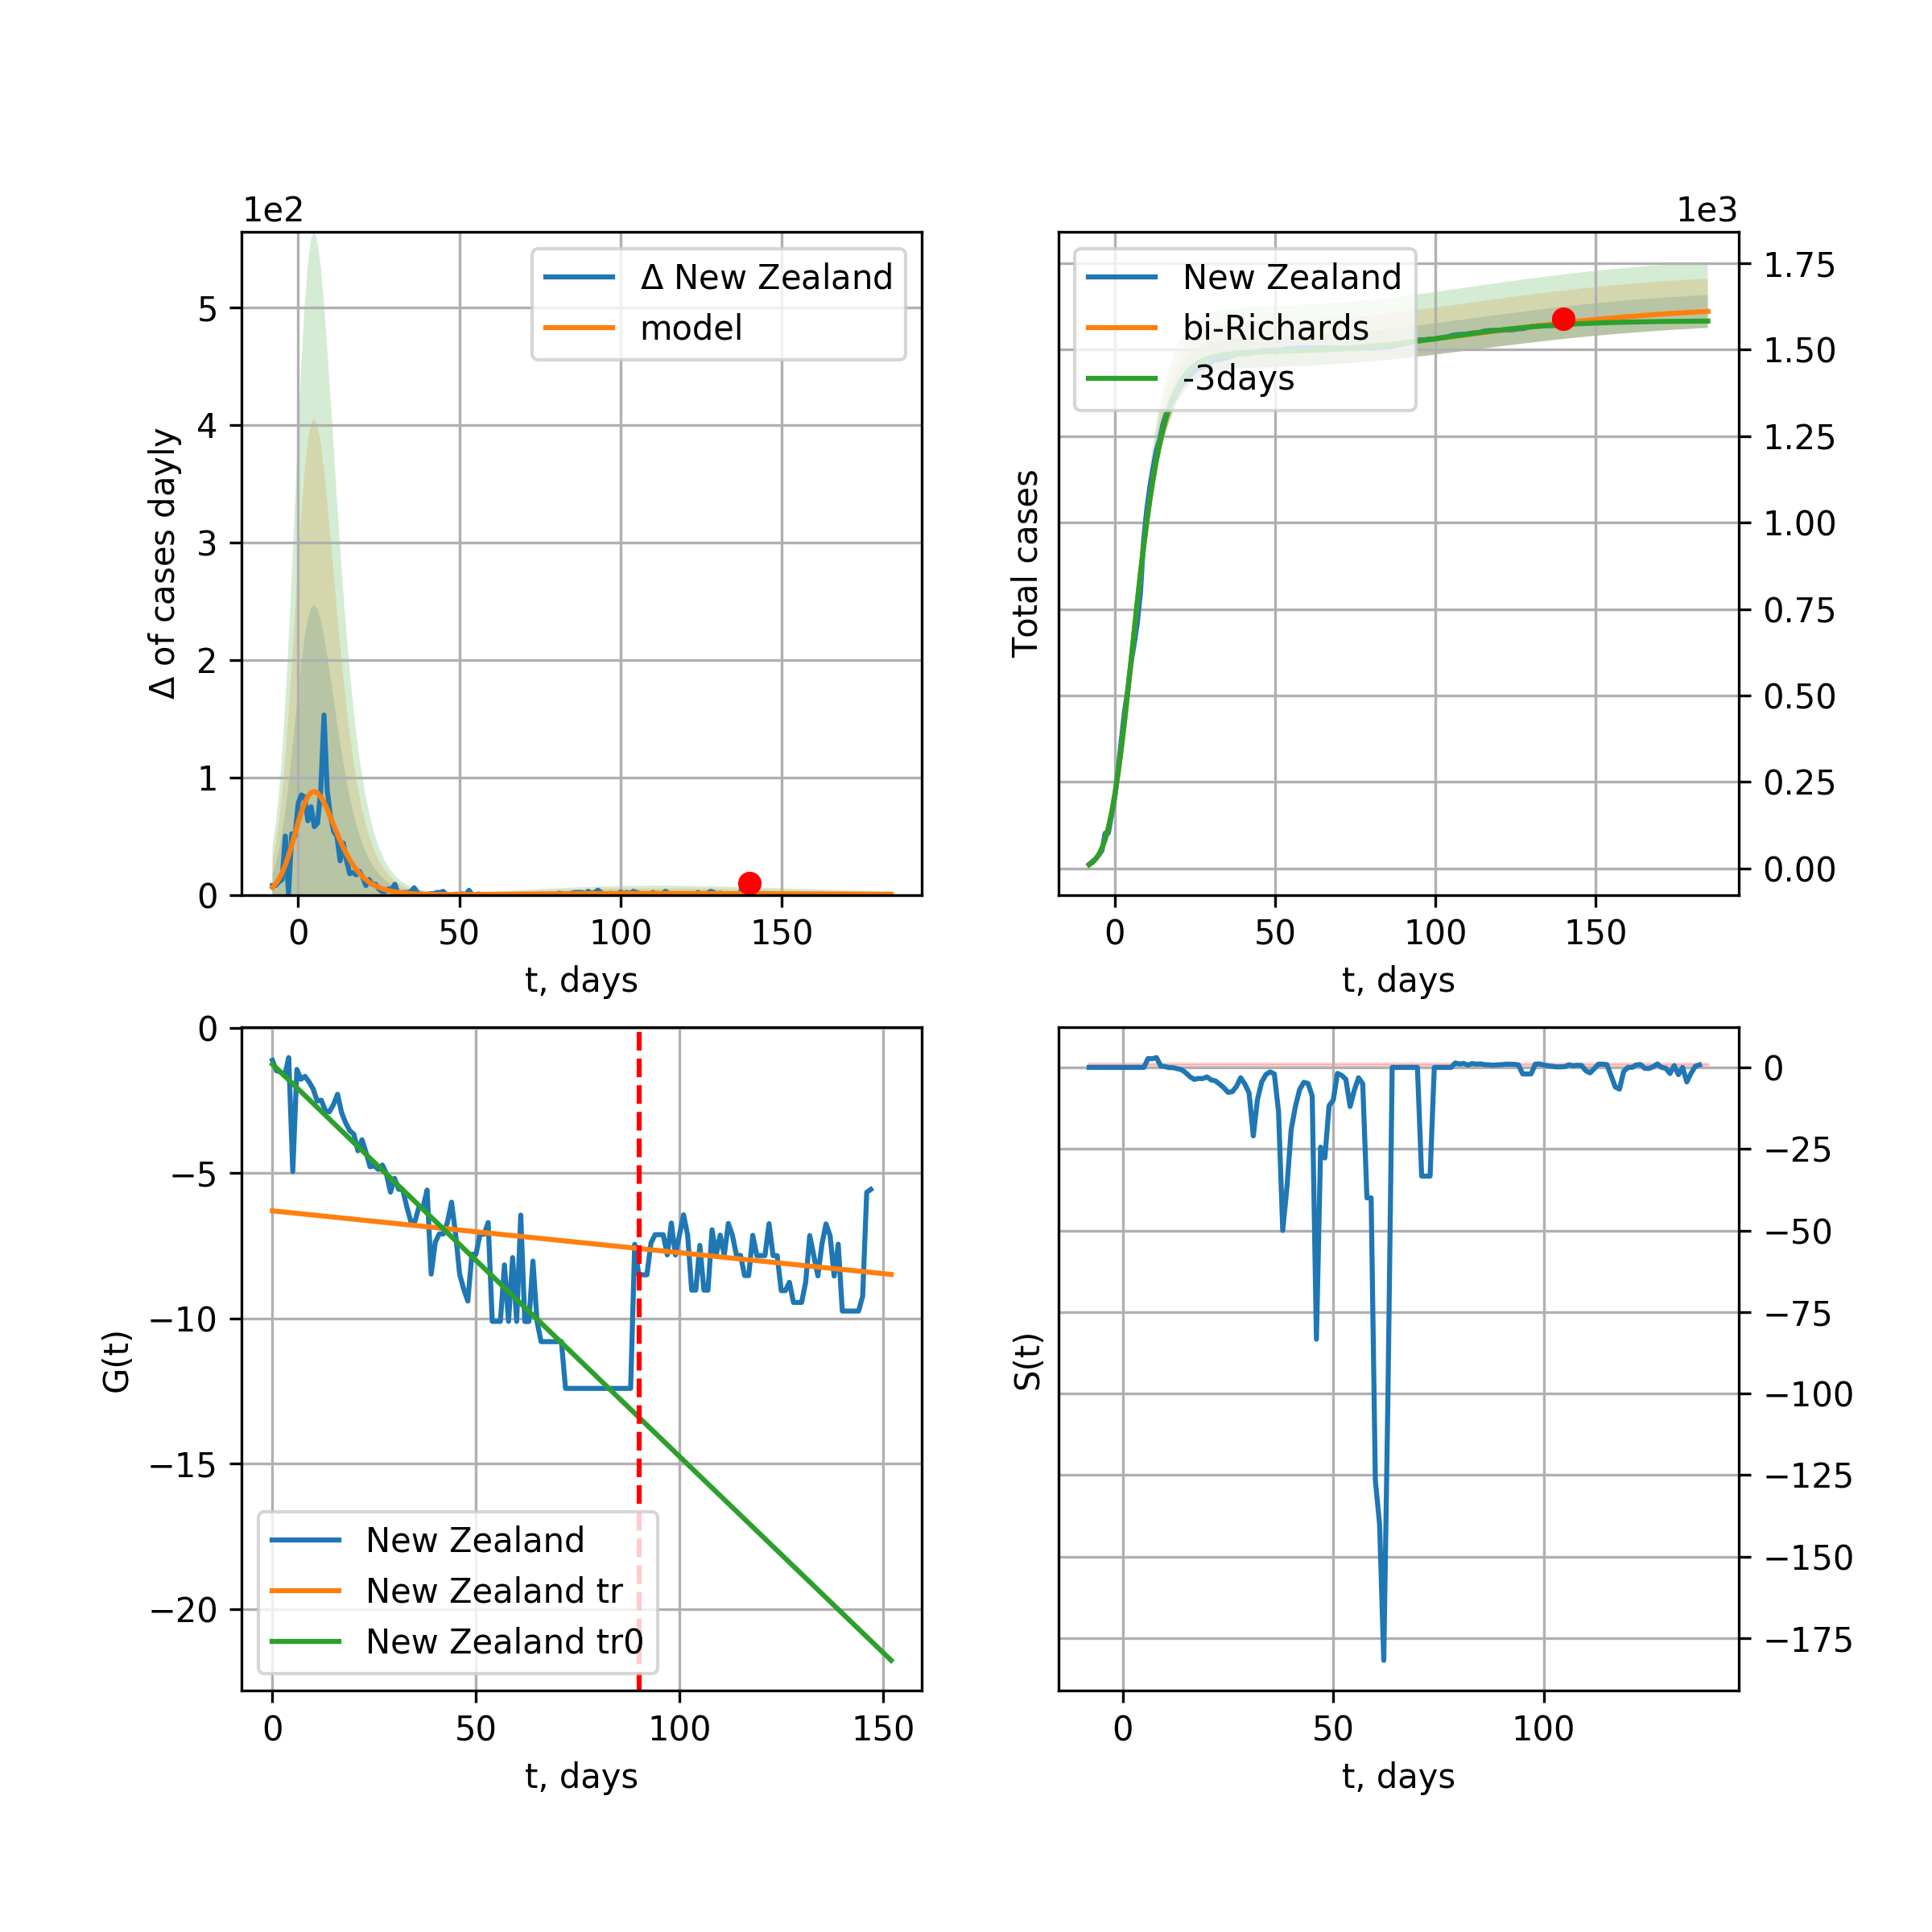 1e2
Δ of cases dayly
5
4
3
2
1
0
0 50 100 150
t, days
Δ New Zealand
model
1e3
Total cases
1.75
1.50
1.25
1.00
0.75
0.50
0.25
0.00
0 50 100 150
t, days
New Zealand
bi-Richards
-3days
G(t)
0
−5
−10
−15
−20
0 50 100 150
t, days
New Zealand
New Zealand tr
New Zealand tr0
S(t)
0
−25
−50
−75
−100
−125
−150
−175
0 50 100
t, days